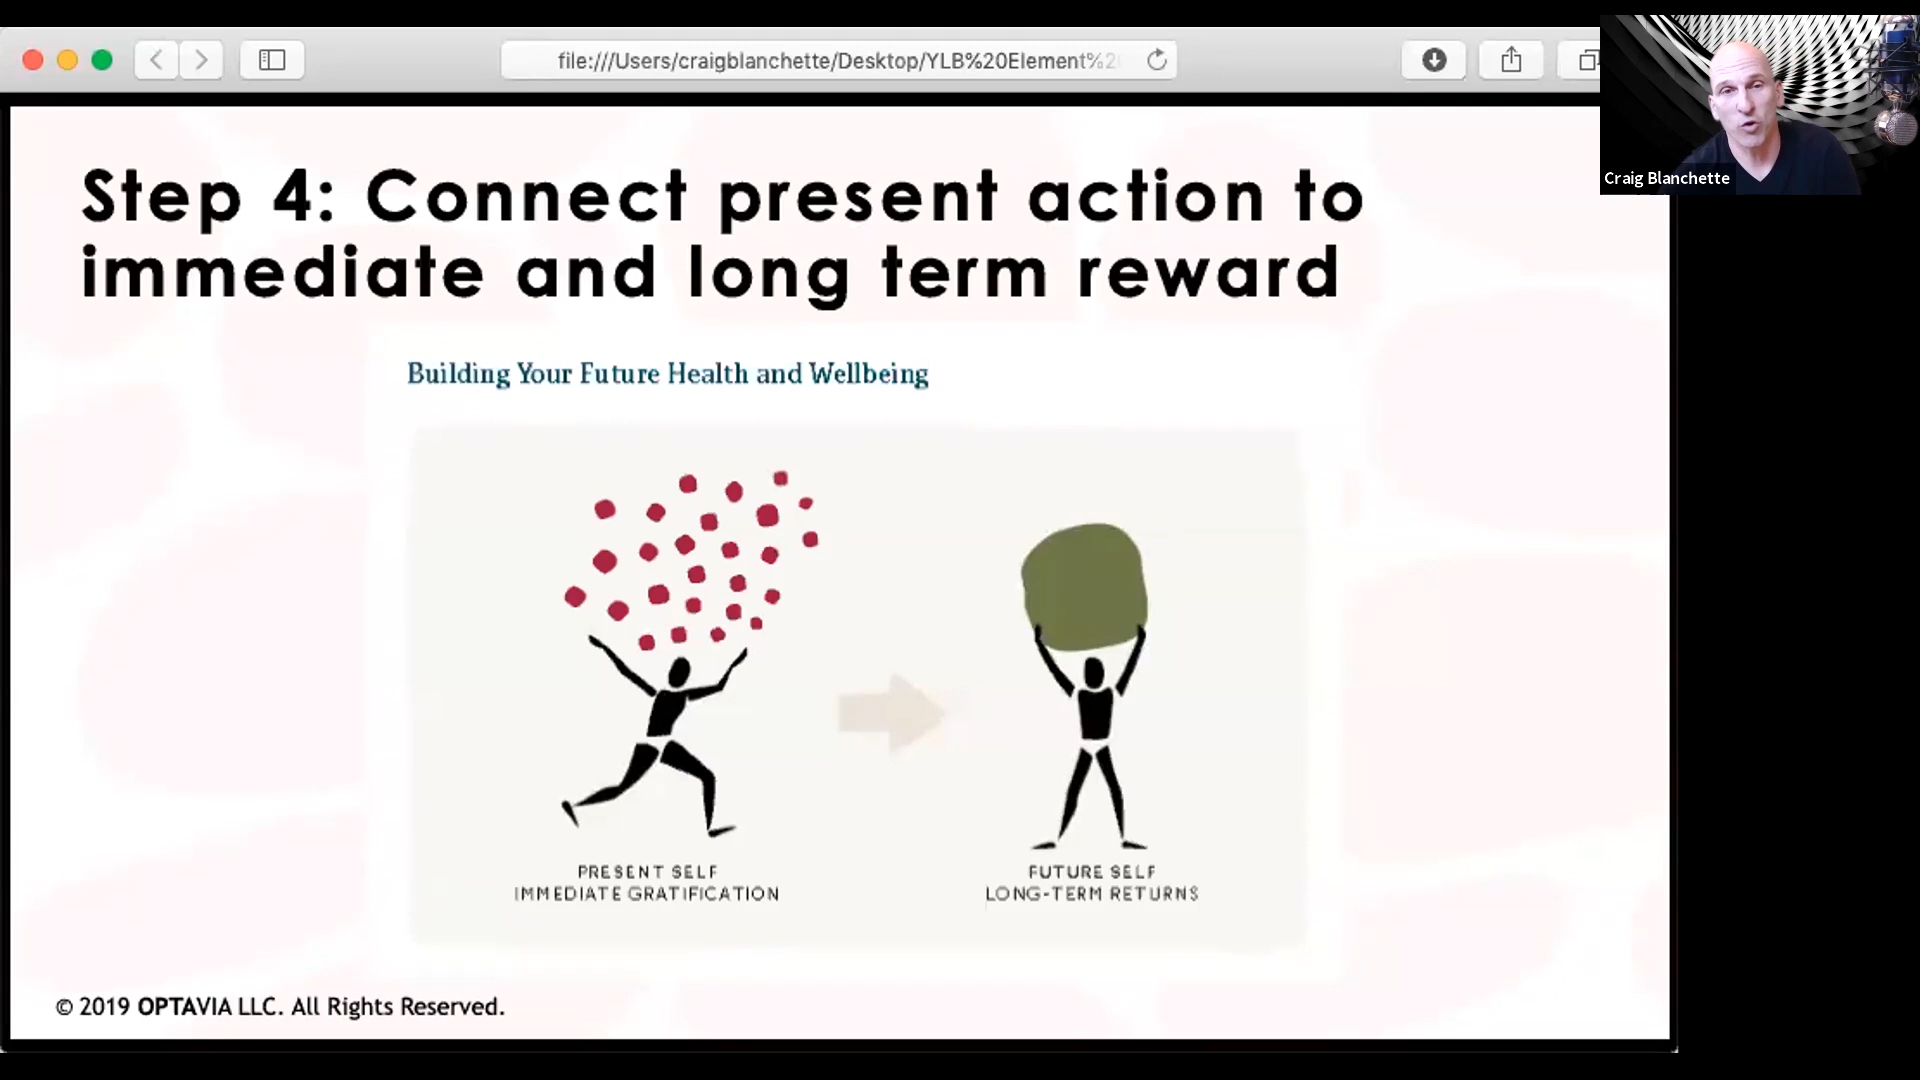 file:///Users/craigblanchette/Desktop/YLB%20Element%20
Craig Blanchette
Step 4: Connect present action to
immediate and long term reward
Building Your Future Health and Wellbeing
PRESENT SELF
IMMEDIATE GRATIFICATION
FUTURE SELF
LONG-TERM RETURNS
© 2019 OPTAVIA LLC. All Rights Reserved.